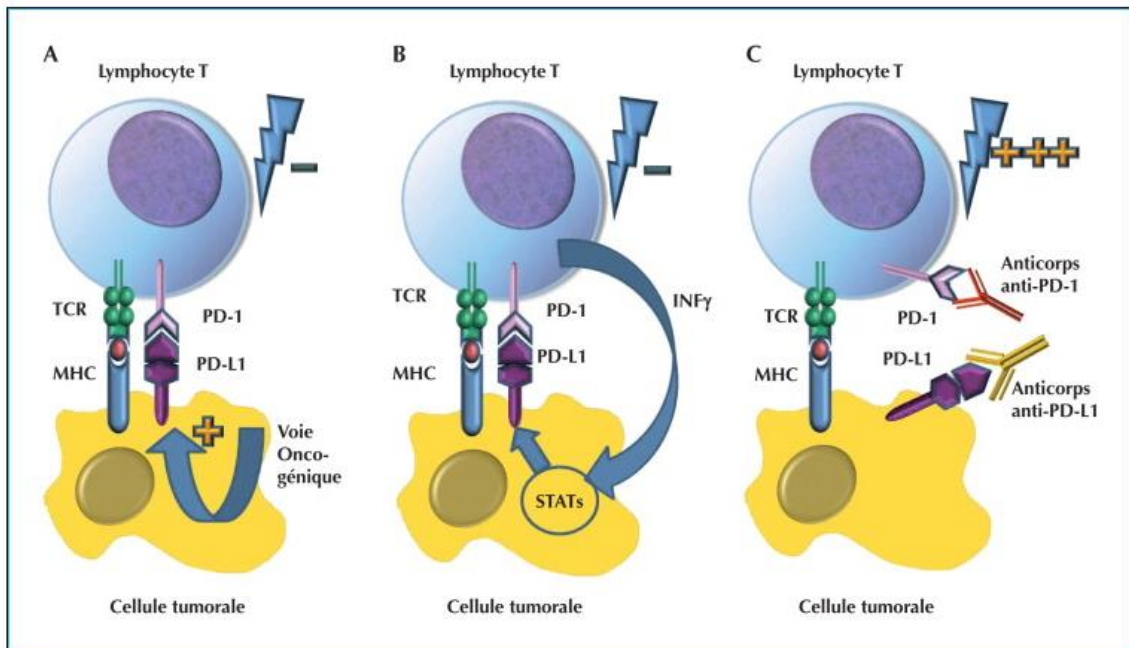 A
Lymphocyte T
TCR
PD-1
MHC
PD-L1
Voie
Onco-
génique
Cellule tumorale
B
Lymphocyte T
TCR
PD-1
INFγ
MHC
PD-L1
STATs
Cellule tumorale
C
Lymphocyte T
Anticorps
anti-PD-1
TCR
PD-1
MHC
PD-L1
Anticorps
anti-PD-L1
Cellule tumorale